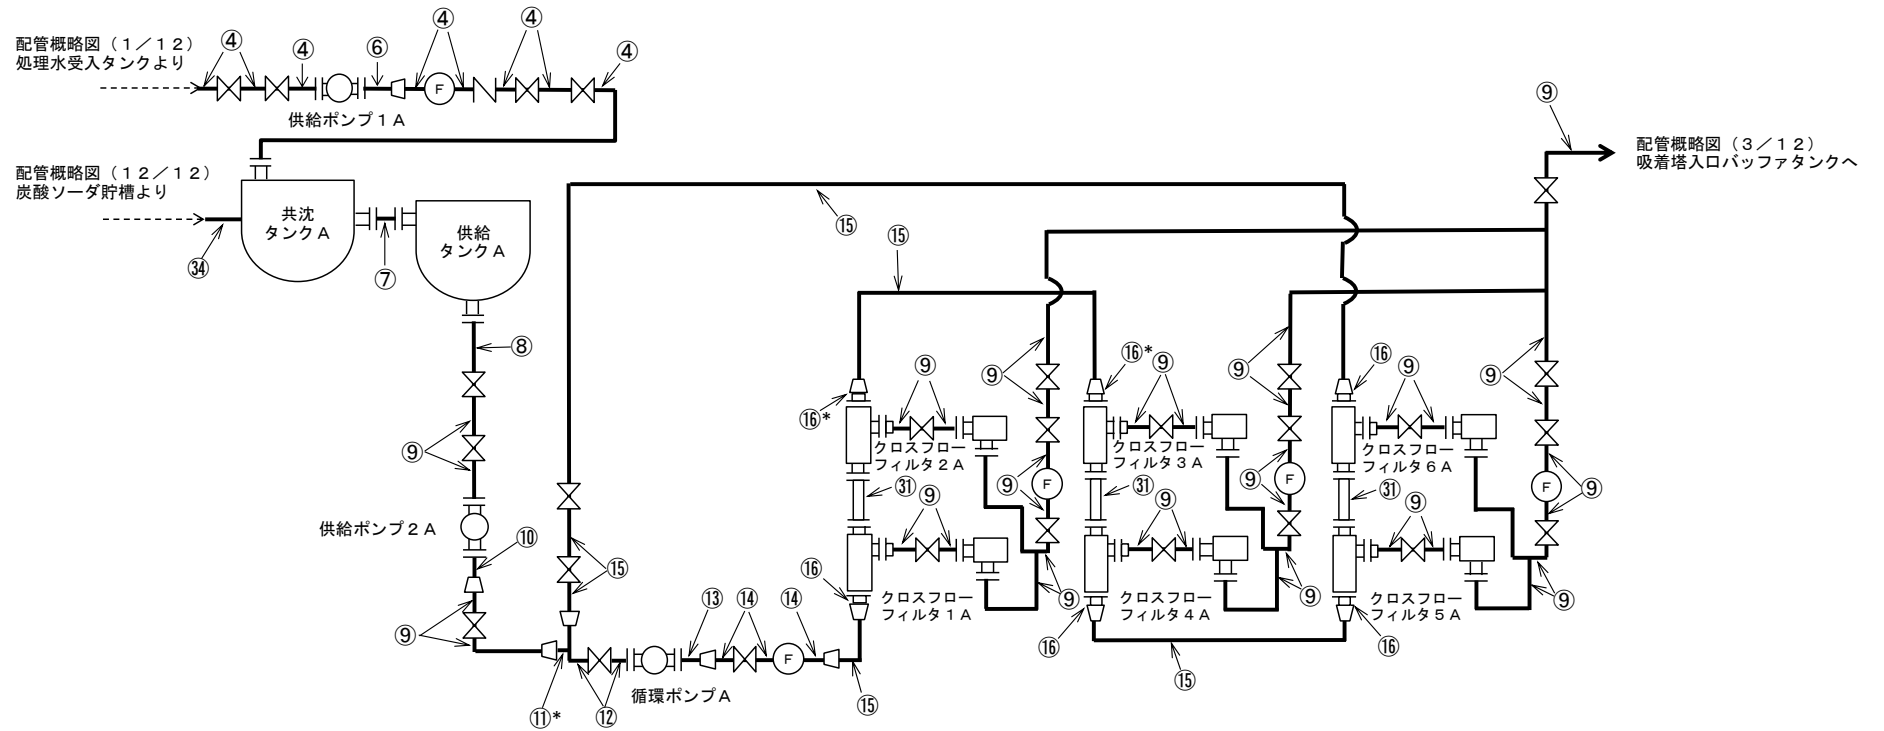 配管概略図（１／１２）
処理水受入タンクより
④
④
⑥
④
④
④
F
供給ポンプ１Ａ
配管概略図（１２／１２）
炭酸ソーダ貯槽より
㉞
共沈
タンクＡ
⑦
供給
タンクＡ
⑧
⑨
供給ポンプ２Ａ
⑩
⑨
⑪*
⑫
⑮
⑮
⑮
循環ポンプＡ
⑬
⑭
F
⑭
⑮
⑯
⑯*
⑨
クロスフロー
フィルタ２Ａ
㉛
⑨
クロスフロー
フィルタ１Ａ
⑨
⑨
F
⑨
⑯*
⑨
クロスフロー
フィルタ３Ａ
㉛
⑨
クロスフロー
フィルタ４Ａ
⑯
⑨
⑨
F
⑨
⑮
⑯
⑨
クロスフロー
フィルタ６Ａ
㉛
⑨
クロスフロー
フィルタ５Ａ
⑯
⑨
F
⑨
⑨
⑨
配管概略図（３／１２）
吸着塔入口バッファタンクへ